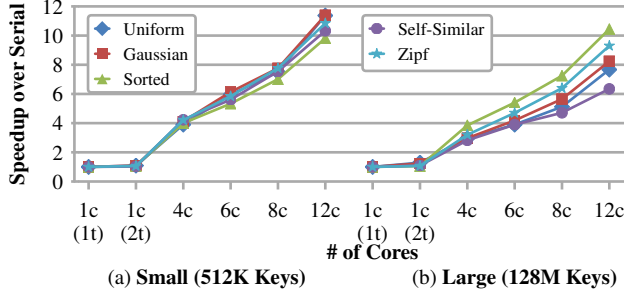 Speedup over Serial
12
10
8
6
4
2
0
Uniform
Gaussian
Sorted
Self-Similar
Zipf
1c (1t) 1c (2t) 4c 6c 8c 12c 1c (1t) 1c (2t) 4c 6c 8c 12c
# of Cores
(a) Small (512K Keys) (b) Large (128M Keys)